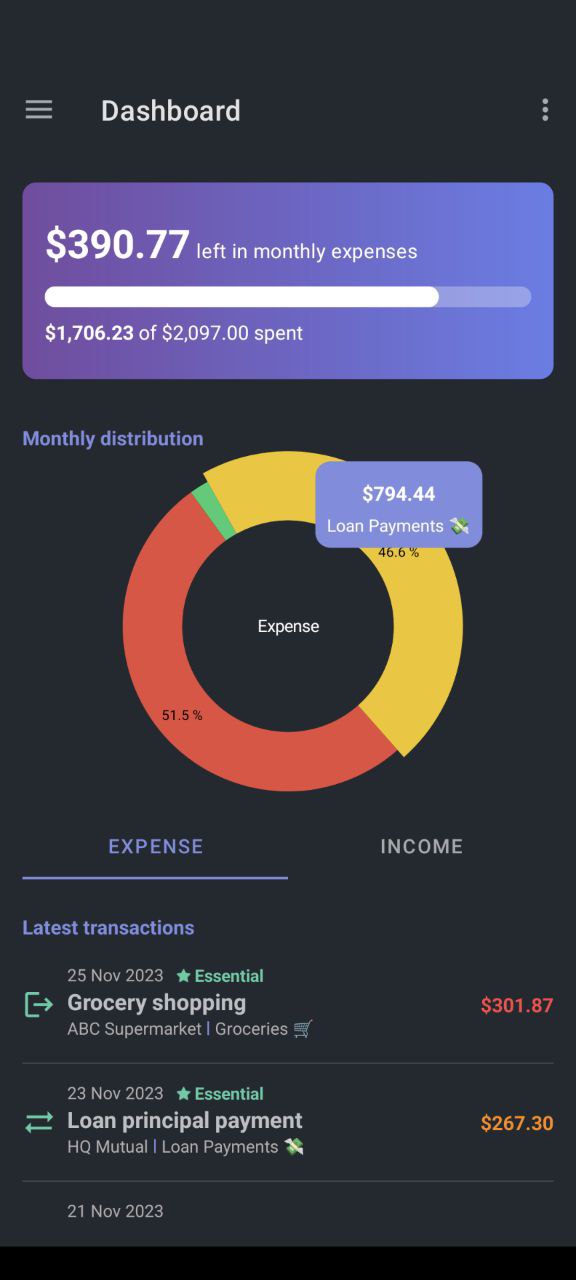 Dashboard
$390.77 left in monthly expenses
$1,706.23 of $2,097.00 spent
Monthly distribution
$794.44
Loan Payments 💸
46.6 %
Expense
51.5 %
EXPENSE
INCOME
Latest transactions
25 Nov 2023 ★ Essential
Grocery shopping
$301.87
ABC Supermarket | Groceries 🛒
23 Nov 2023 ★ Essential
Loan principal payment
$267.30
HQ Mutual | Loan Payments 💸
21 Nov 2023